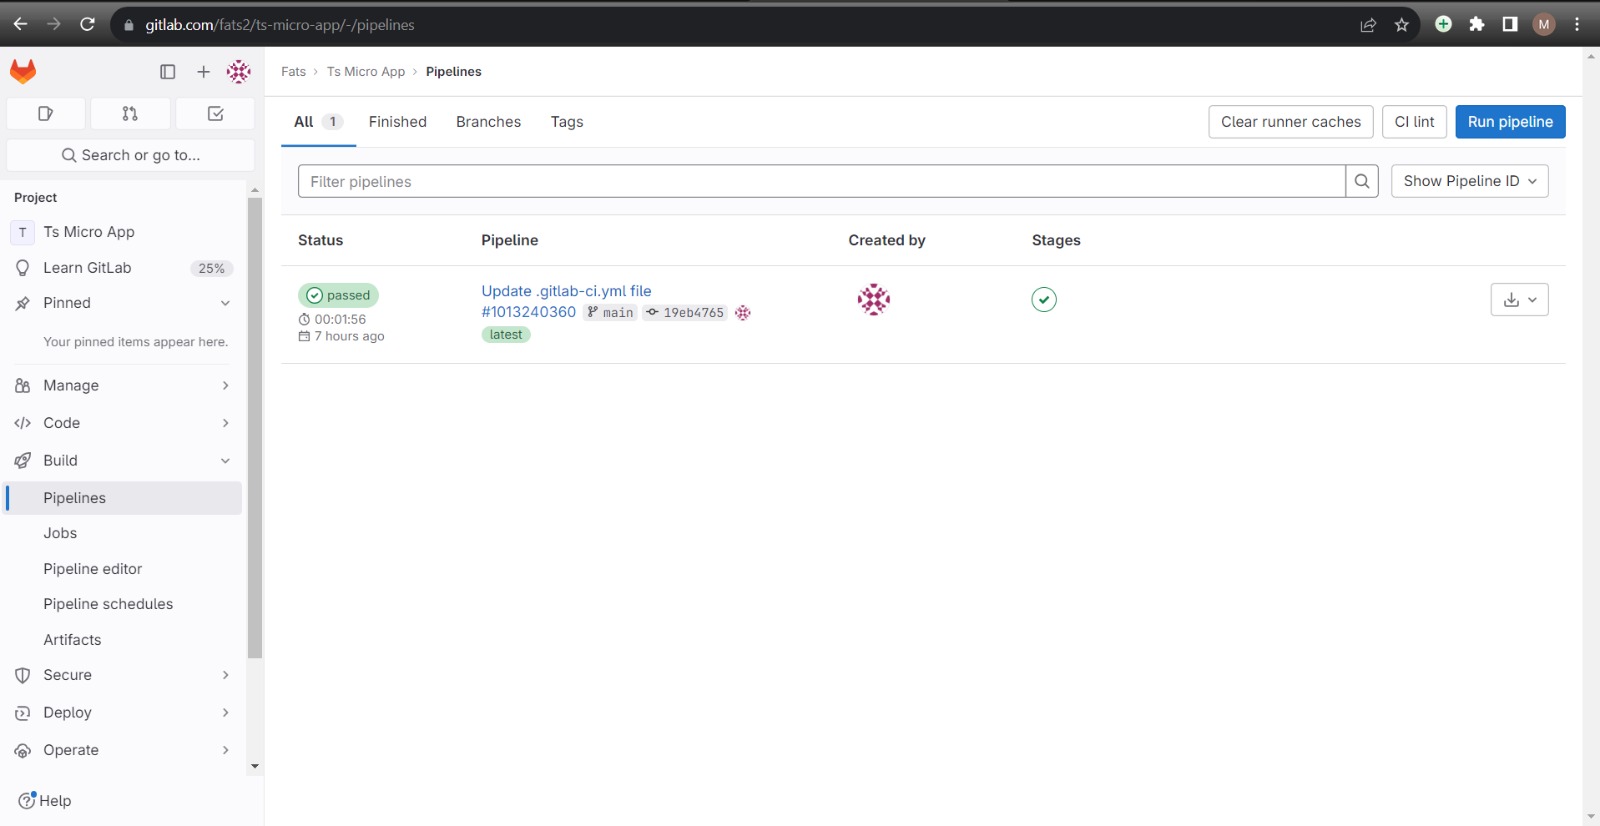 gitlab.com/fats2/ts-micro-app/-/pipelines
M
Fats › Ts Micro App › Pipelines
All 1 Finished Branches Tags
Clear runner caches CI lint Run pipeline
Search or go to...
Filter pipelines
Show Pipeline ID
Project
T Ts Micro App
Learn GitLab 25%
Pinned
Your pinned items appear here.
Manage
Code
Build
Pipelines
Jobs
Pipeline editor
Pipeline schedules
Artifacts
Secure
Deploy
Operate
Help
Status Pipeline Created by Stages
passed
00:01:56
7 hours ago
Update .gitlab-ci.yml file
#1013240360 main 19eb4765
latest